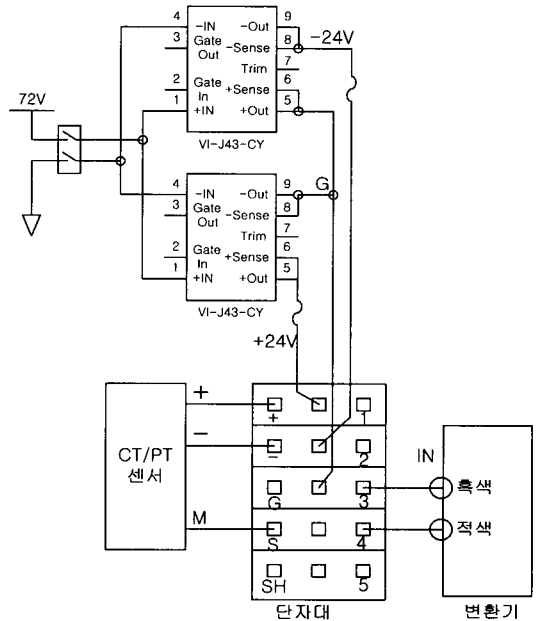 4 -IN -Out 9
3 Gate Out -Sense 8
-24V
Trim 7
2 Gate In +Sense 6
1 +IN +Out 5
VI-J43-CY
72V
4 -IN -Out 9
G
3 Gate Out -Sense 8
Trim 7
2 Gate In +Sense 6
1 +IN +Out 5
VI-J43-CY
+24V
CT/PT
센서
+
-
M
+ 1
- 2
G 3
S 4
SH 5
단자대
IN
흑색
적색
변환기